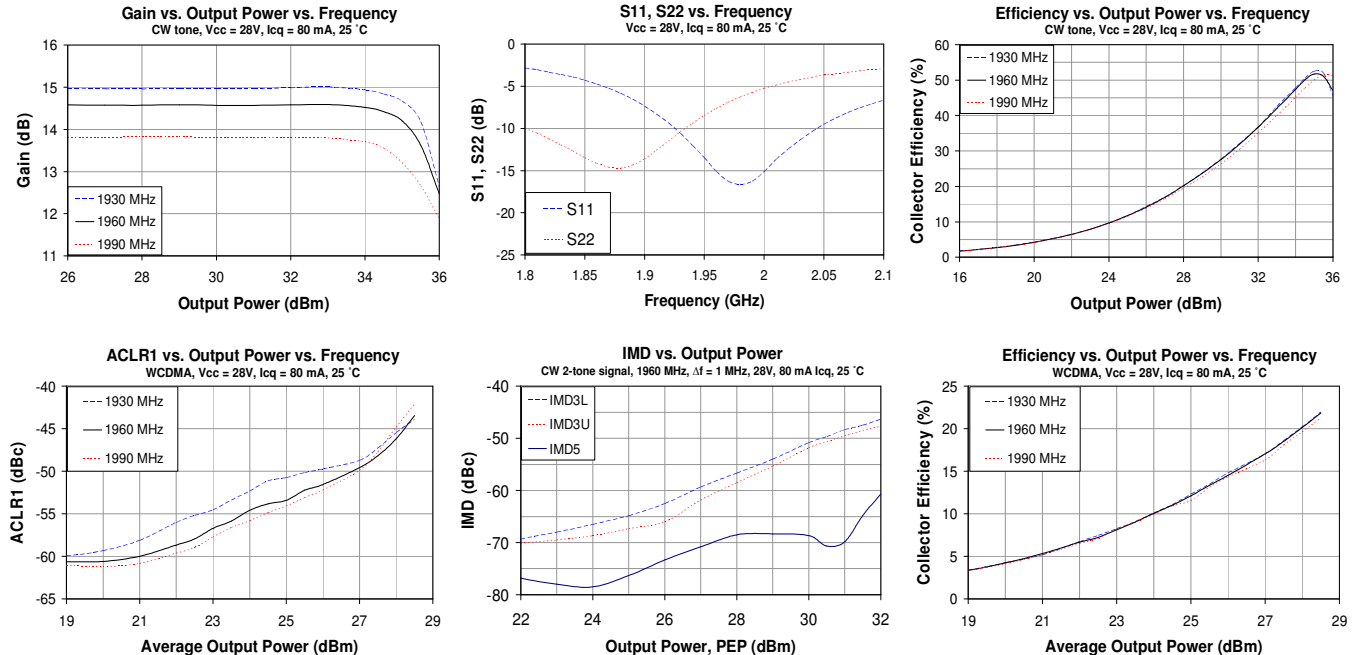 Gain vs. Output Power vs. Frequency
CW tone, Vcc = 28V, Icq = 80 mA, 25 ˚C
16
15
14
13
12
11
Gain (dB)
1930 MHz
1960 MHz
1990 MHz
26 28 30 32 34 36
Output Power (dBm)
S11, S22 vs. Frequency
Vcc = 28V, Icq = 80 mA, 25 ˚C
0
-5
-10
-15
-20
-25
S11, S22 (dB)
S11
S22
1.8 1.85 1.9 1.95 2 2.05 2.1
Frequency (GHz)
Efficiency vs. Output Power vs. Frequency
CW tone, Vcc = 28V, Icq = 80 mA, 25 ˚C
60
50
40
30
20
10
0
Collector Efficiency (%)
1930 MHz
1960 MHz
1990 MHz
16 20 24 28 32 36
Output Power (dBm)
ACLR1 vs. Output Power vs. Frequency
WCDMA, Vcc = 28V, Icq = 80 mA, 25 ˚C
-40
-45
-50
-55
-60
-65
ACLR1 (dBc)
1930 MHz
1960 MHz
1990 MHz
19 21 23 25 27 29
Average Output Power (dBm)
IMD vs. Output Power
CW 2-tone signal, 1960 MHz, Δf = 1 MHz, 28V, 80 mA Icq, 25 ˚C
-40
-50
-60
-70
-80
IMD (dBc)
IMD3L
IMD3U
IMD5
22 24 26 28 30 32
Output Power, PEP (dBm)
Efficiency vs. Output Power vs. Frequency
WCDMA, Vcc = 28V, Icq = 80 mA, 25 ˚C
25
20
15
10
5
0
Collector Efficiency (%)
1930 MHz
1960 MHz
1990 MHz
19 21 23 25 27 29
Average Output Power (dBm)